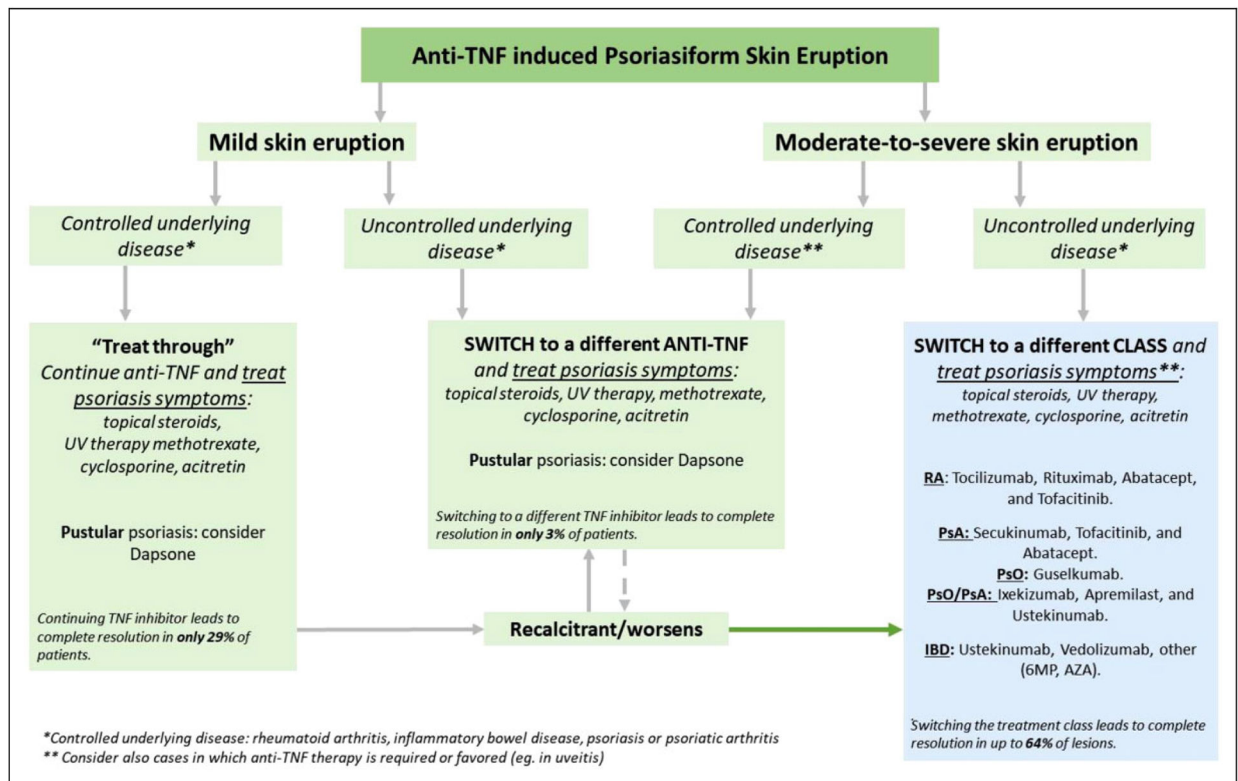 Anti-TNF induced Psoriasiform Skin Eruption
Mild skin eruption
Moderate-to-severe skin eruption
Controlled underlying
disease*
Uncontrolled underlying
disease*
Controlled underlying
disease**
Uncontrolled underlying
disease*
“Treat through”
Continue anti-TNF and treat
psoriasis symptoms:
topical steroids,
UV therapy methotrexate,
cyclosporine, acitretin
Pustular psoriasis: consider
Dapsone
Continuing TNF inhibitor leads to
complete resolution in only 29% of
patients.
SWITCH to a different ANTI-TNF
and treat psoriasis symptoms:
topical steroids, UV therapy, methotrexate,
cyclosporine, acitretin
Pustular psoriasis: consider Dapsone
Switching to a different TNF inhibitor leads to complete
resolution in only 3% of patients.
Recalcitrant/worsens
SWITCH to a different CLASS and
treat psoriasis symptoms**:
topical steroids, UV therapy,
methotrexate, cyclosporine, acitretin
RA: Tocilizumab, Rituximab, Abatacept,
and Tofacitinib.
PsA: Secukinumab, Tofacitinib, and
Abatacept.
PsO: Guselkumab.
PsO/PsA: Ixekizumab, Apremilast, and
Ustekinumab.
IBD: Ustekinumab, Vedolizumab, other
(6MP, AZA).
Switching the treatment class leads to complete
resolution in up to 64% of lesions.
*Controlled underlying disease: rheumatoid arthritis, inflammatory bowel disease, psoriasis or psoriatic arthritis
** Consider also cases in which anti-TNF therapy is required or favored (eg. in uveitis)